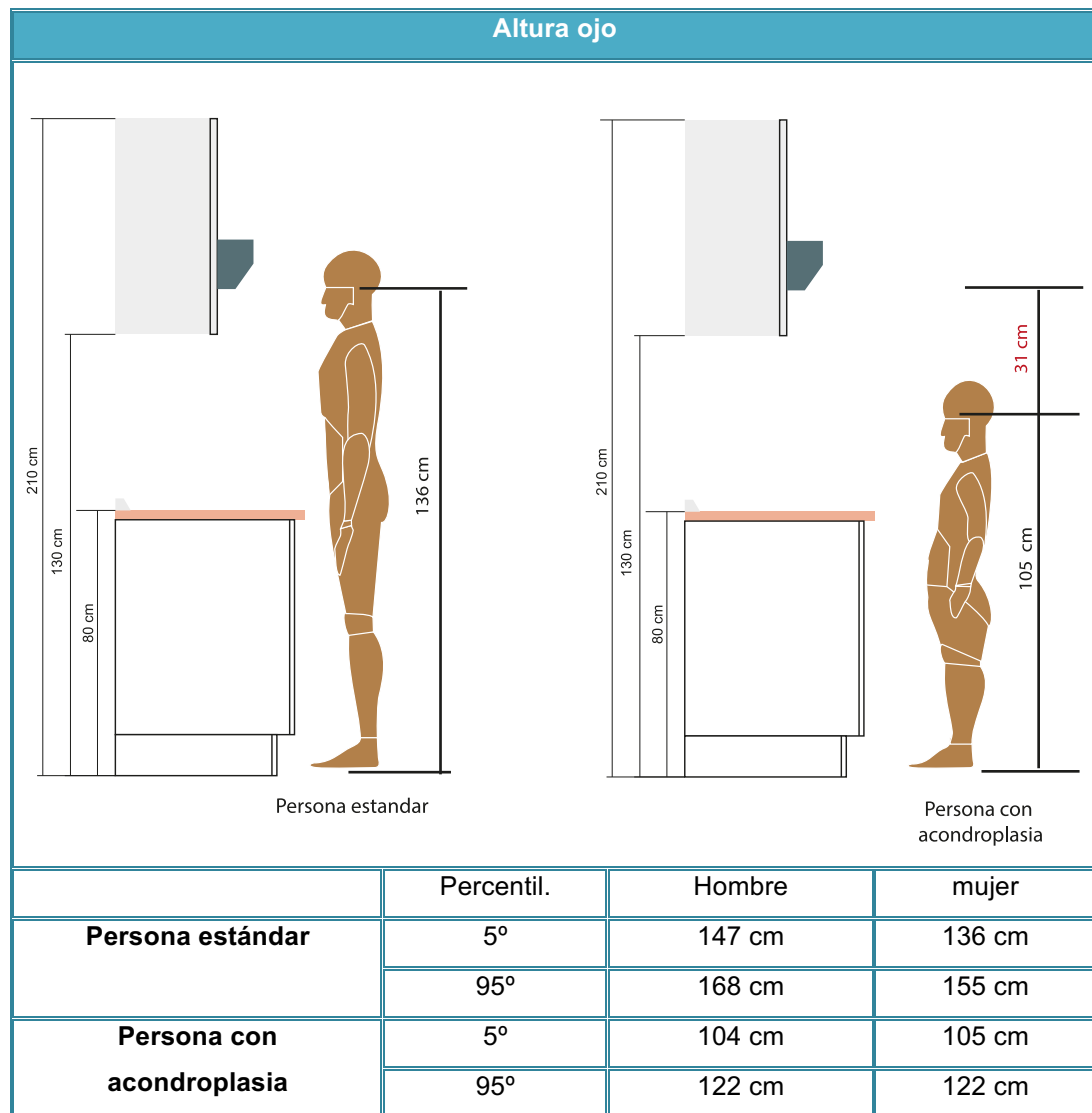 Altura ojo
210 cm
130 cm
80 cm
136 cm
Persona estandar
210 cm
130 cm
80 cm
31 cm
105 cm
Persona con
acondroplasia
Percentil. Hombre mujer
Persona estándar 5º 147 cm 136 cm
95º 168 cm 155 cm
Persona con 5º 104 cm 105 cm
acondroplasia 95º 122 cm 122 cm